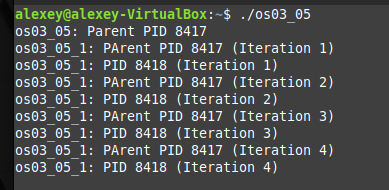 alexey@alexey-VirtualBox:~$ ./os03_05
os03_05: Parent PID 8417
os03_05_1: PArent PID 8417 (Iteration 1)
os03_05_1: PID 8418 (Iteration 1)
os03_05_1: PArent PID 8417 (Iteration 2)
os03_05_1: PID 8418 (Iteration 2)
os03_05_1: PArent PID 8417 (Iteration 3)
os03_05_1: PID 8418 (Iteration 3)
os03_05_1: PArent PID 8417 (Iteration 4)
os03_05_1: PID 8418 (Iteration 4)